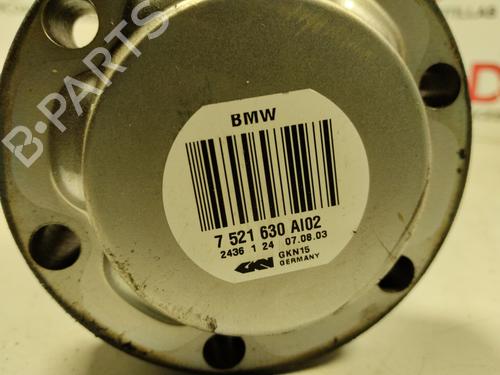 BMW
7 521 630 AI02
2436 1 24 07.08.03
GKN GKN15
GERMANY
B-PARTS